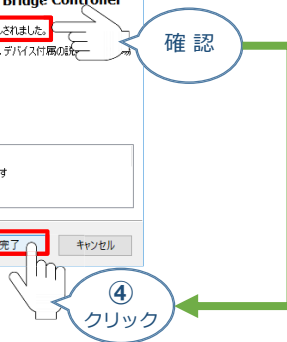 Bridge Controller
されました。
確 認
デバイス付属の説
す
完了
キャンセル
④
クリック